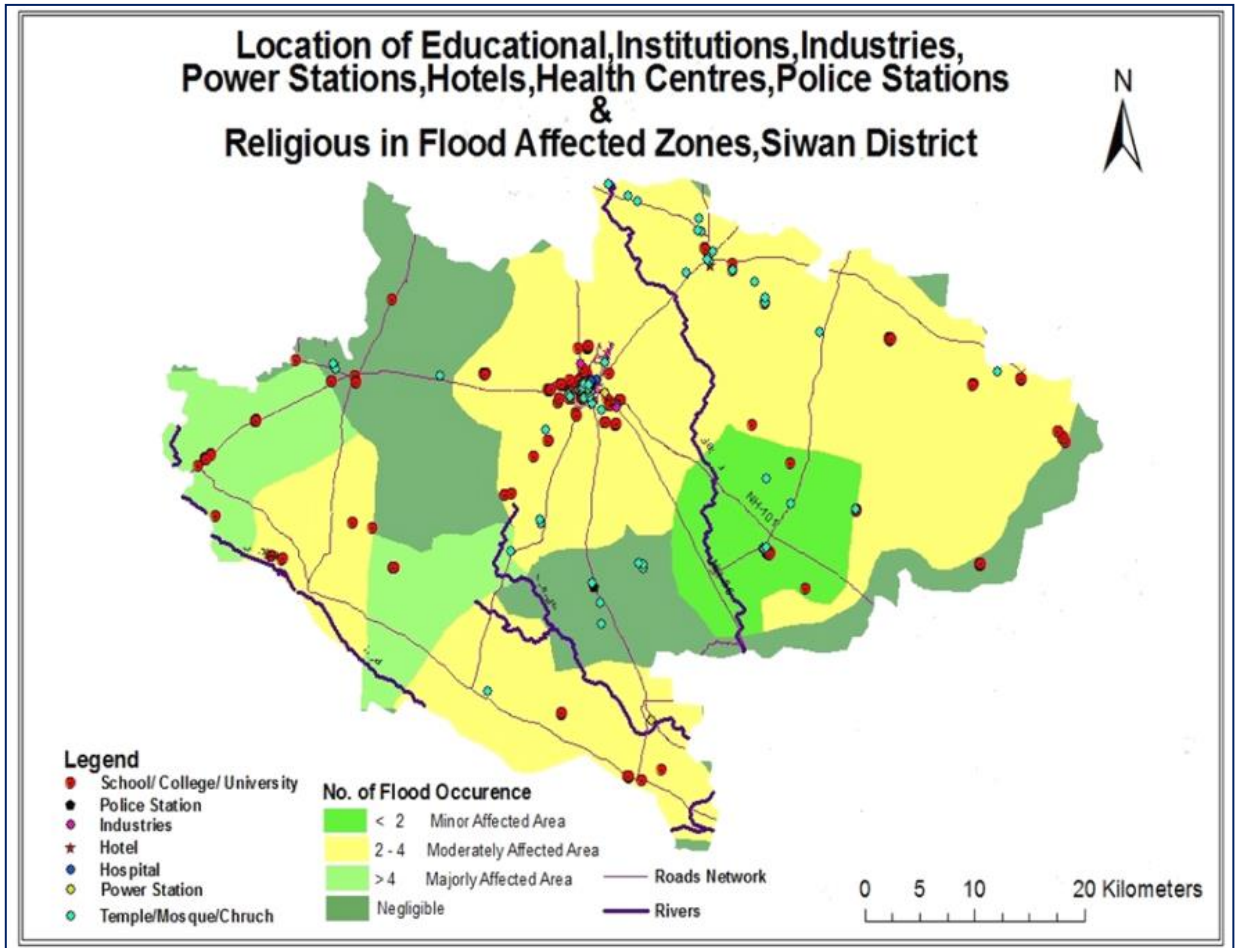 Location of Educational,Institutions,Industries,
Power Stations,Hotels,Health Centres,Police Stations
&
Religious in Flood Affected Zones,Siwan District
N
NH-101
Legend
School/ College/ University
Police Station
Industries
Hotel
Hospital
Power Station
Temple/Mosque/Chruch
No. of Flood Occurence
< 2 Minor Affected Area
2 - 4 Moderately Affected Area
>4 Majorly Affected Area
Negligible
Roads Network
Rivers
0 5 10 20 Kilometers